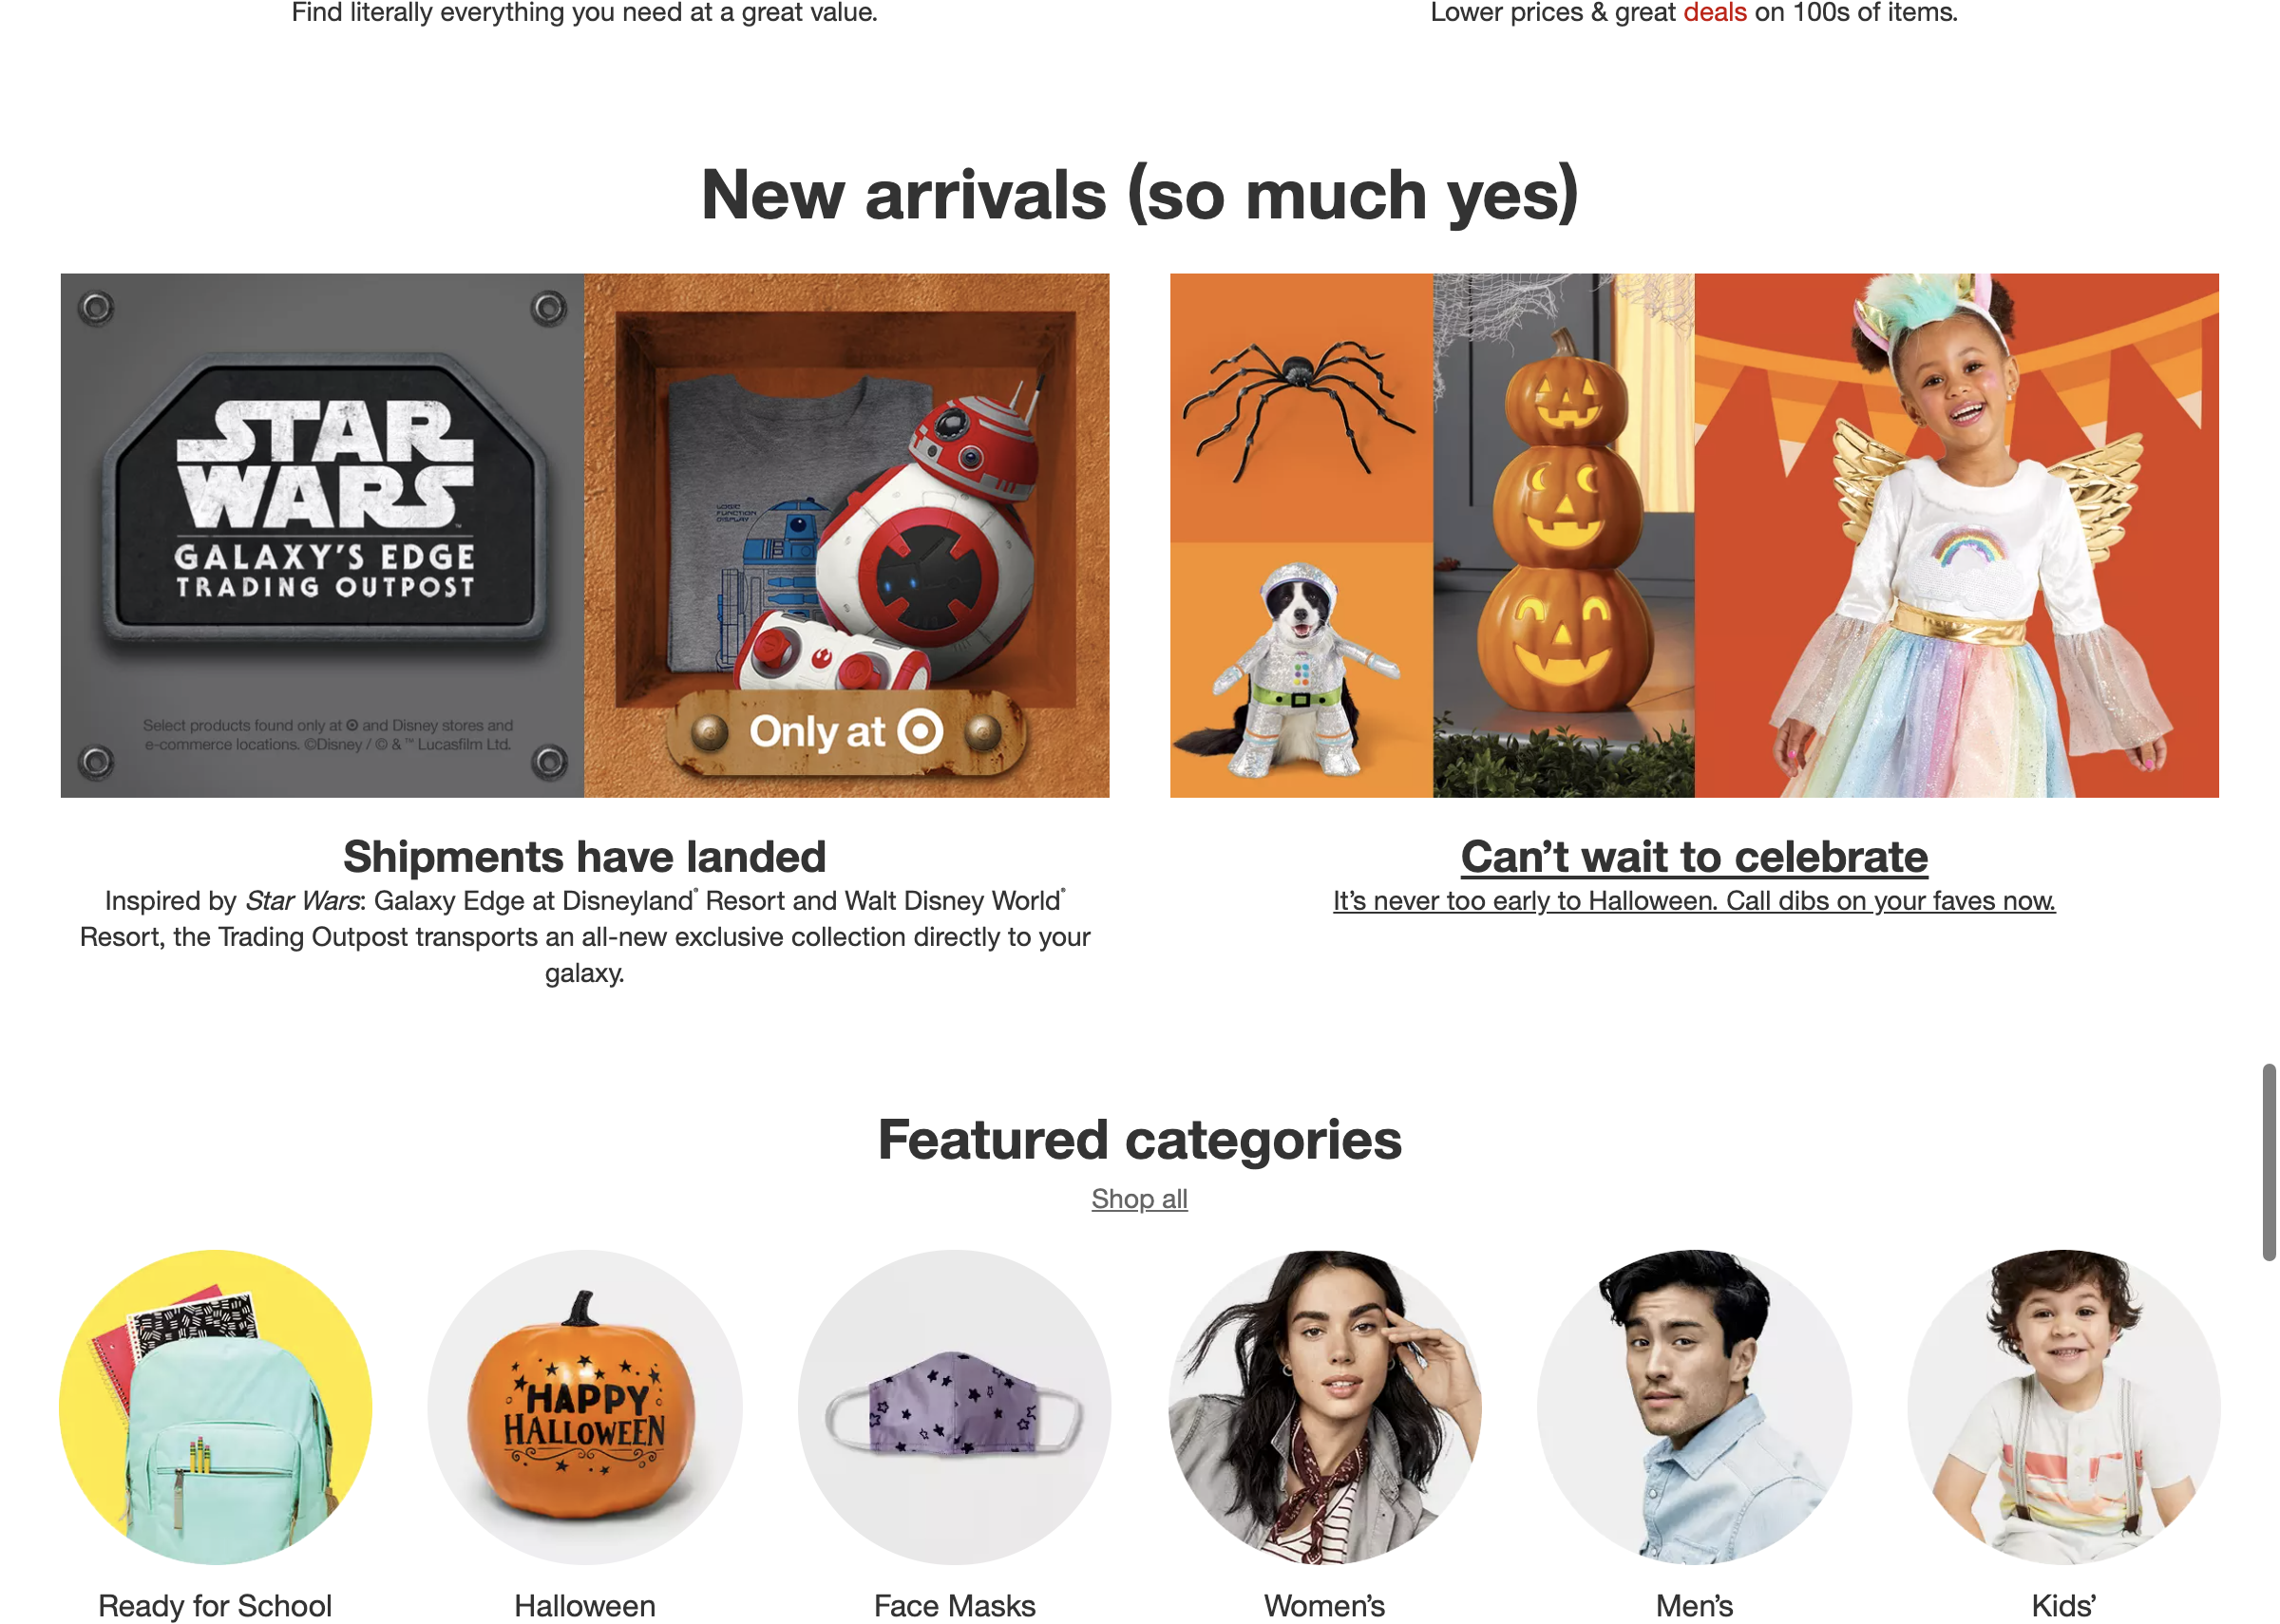 Find literally everything you need at a great value.
Lower prices & great deals on 100s of items.
New arrivals (so much yes)
STAR
WARS™
GALAXY'S EDGE
TRADING OUTPOST
Select products found only at and Disney stores and
e-commerce locations. ©Disney / © & ™ Lucasfilm Ltd.
LOGIC
FUNCTION
DISPLAY
Only at
Shipments have landed
Inspired by Star Wars: Galaxy Edge at Disneyland® Resort and Walt Disney World®
Resort, the Trading Outpost transports an all-new exclusive collection directly to your
galaxy.
Can’t wait to celebrate
It’s never too early to Halloween. Call dibs on your faves now.
Featured categories
Shop all
HAPPY
HALLOWEEN
Ready for School
Halloween
Face Masks
Women’s
Men’s
Kids’